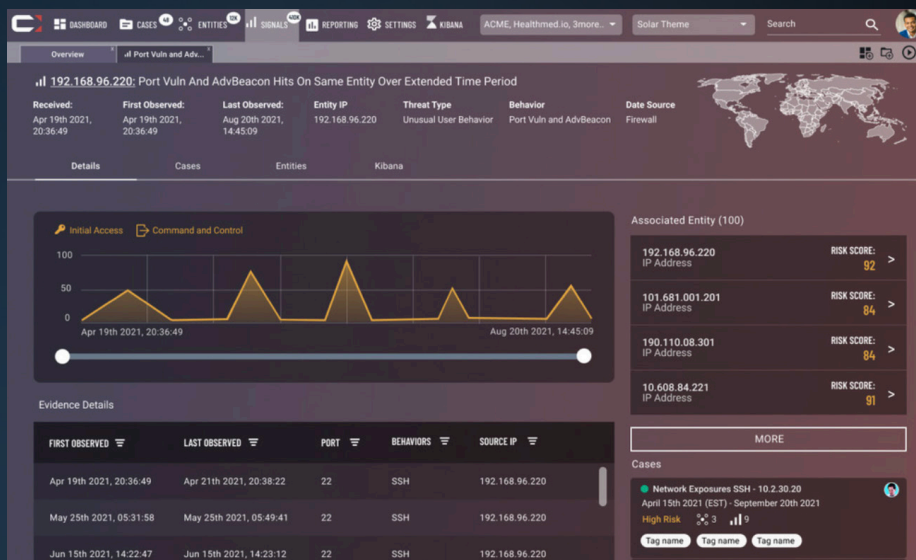 DASHBOARD
CASES 40
ENTITIES 12K
SIGNALS
REPORTING
SETTINGS
KIBANA
ACME, Healthmed.io, 3more..
Solar Theme
Search
Overview
Port Vuln and Adv...
192.168.96.220: Port Vuln And AdvBeacon Hits On Same Entity Over Extended Time Period
Received: First Observed: Last Observed: Entity IP Threat Type Behavior Date Source
Apr 19th 2021, Apr 19th 2021, Aug 20th 2021, 192.168.96.220 Unusual User Behavior Port Vuln and AdvBeacon Firewall
20:36:49 20:36:49 14:45:09
Details Cases Entities Kibana
Initial Access Command and Control
100
50
0
Apr 19th 2021, 20:36:49 Aug 20th 2021, 14:45:09
Evidence Details
FIRST OBSERVED LAST OBSERVED PORT BEHAVIORS SOURCE IP
Apr 19th 2021, 20:36:49 Apr 21th 2021, 20:38:22 22 SSH 192.168.96.220
May 25th 2021, 05:31:58 May 25th 2021, 05:49:41 22 SSH 192.168.96.220
Jun 15th 2021, 14:22:47 Jun 15th 2021, 14:23:12 22 SSH 192.168.96.220
Associated Entity (100)
192.168.96.220 RISK SCORE:
IP Address 92
101.681.001.201 RISK SCORE:
IP Address 84
190.110.08.301 RISK SCORE:
IP Address 84
10.608.84.221 RISK SCORE:
IP Address 91
MORE
Cases
Network Exposures SSH - 10.2.30.20
April 15th 2021 (EST) - September 20th 2021
High Risk 3 9
Tag name Tag name Tag name